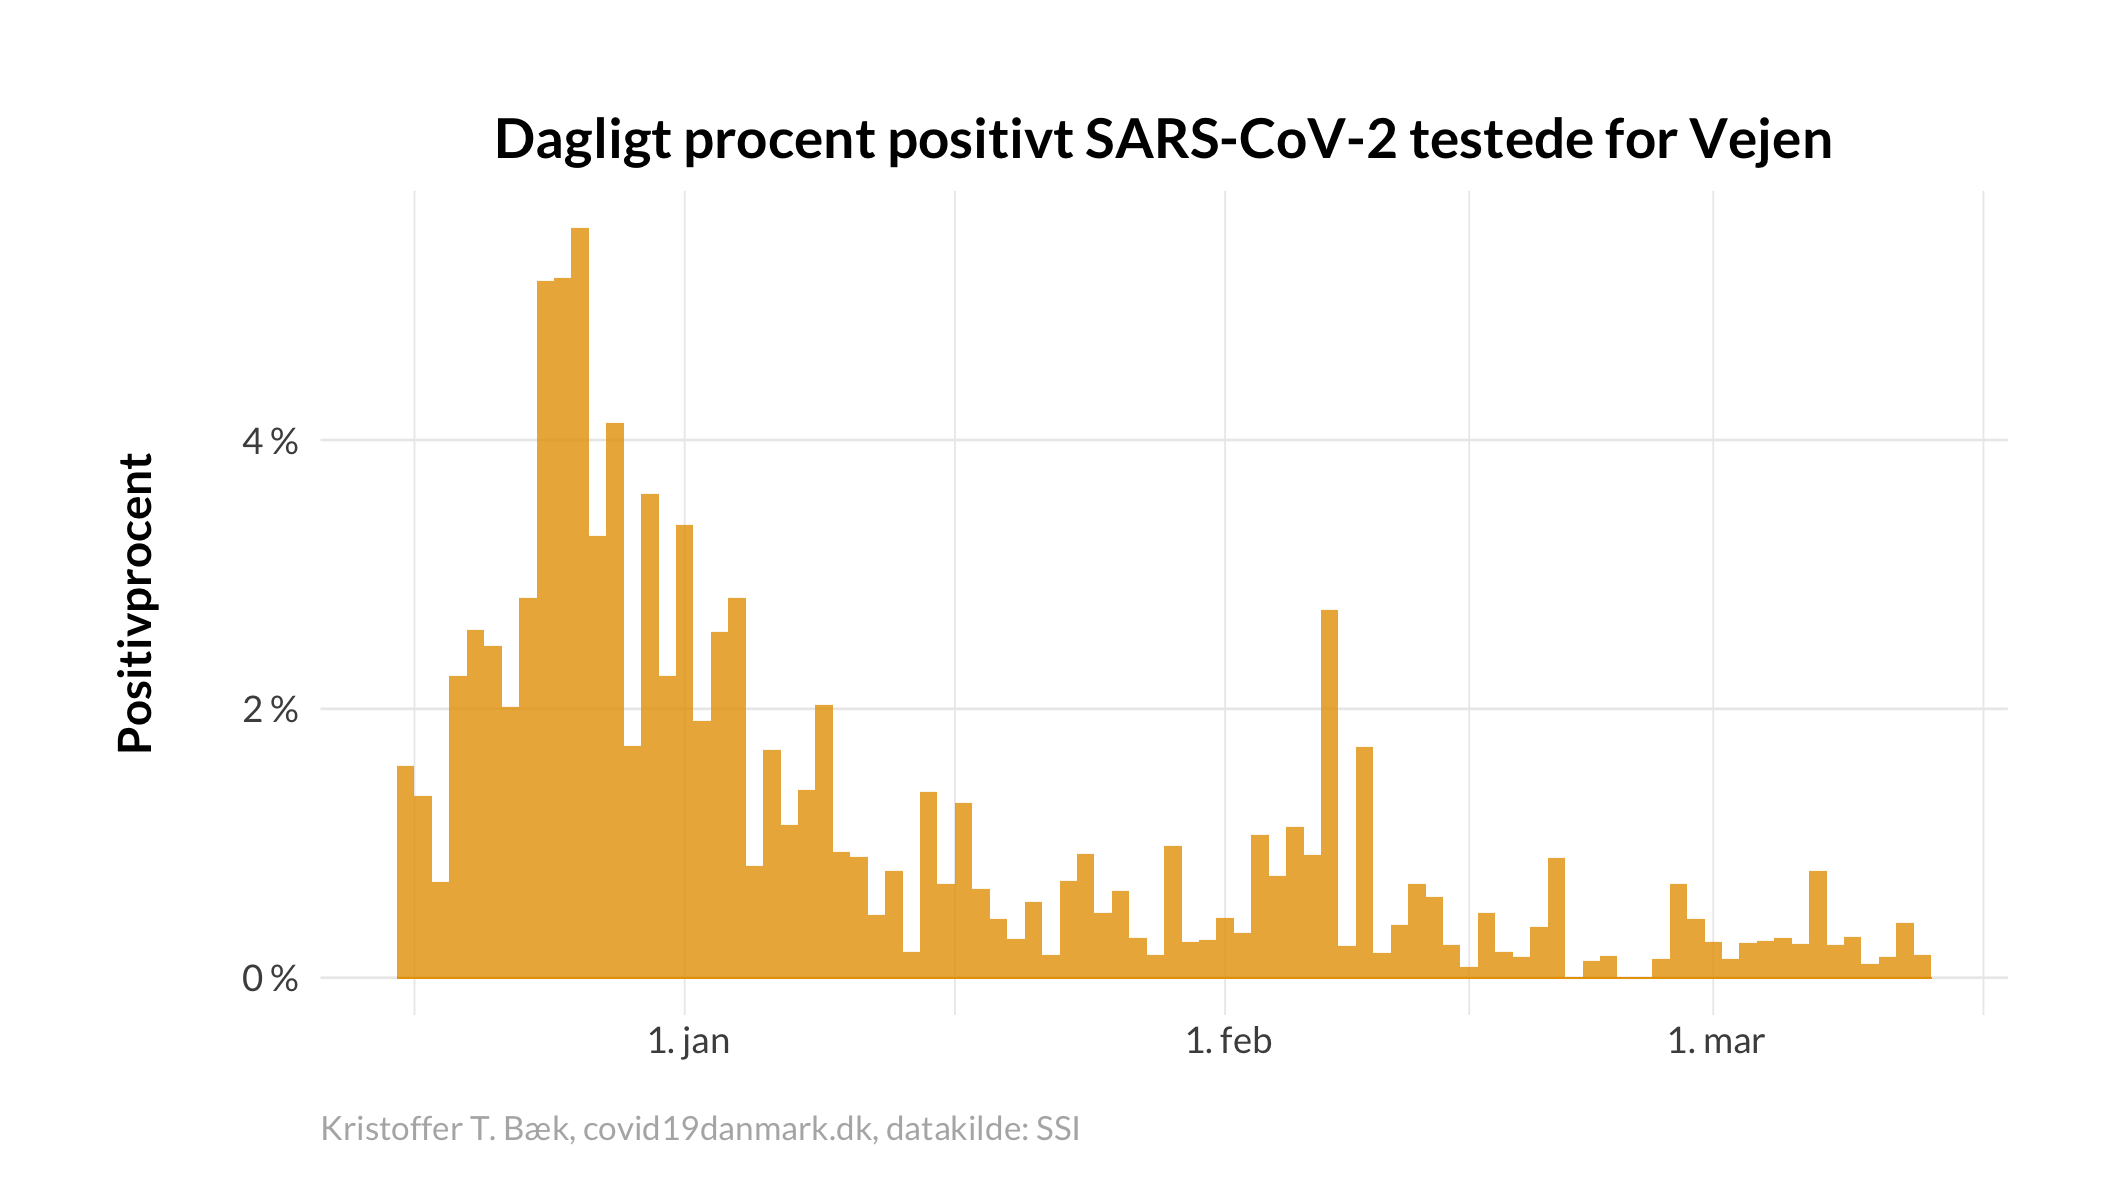 Dagligt procent positivt SARS-CoV-2 testede for Vejen
Positivprocent
4 %
2 %
0 %
1. jan
1. feb
1. mar
Kristoffer T. Bæk, covid19danmark.dk, datakilde: SSI